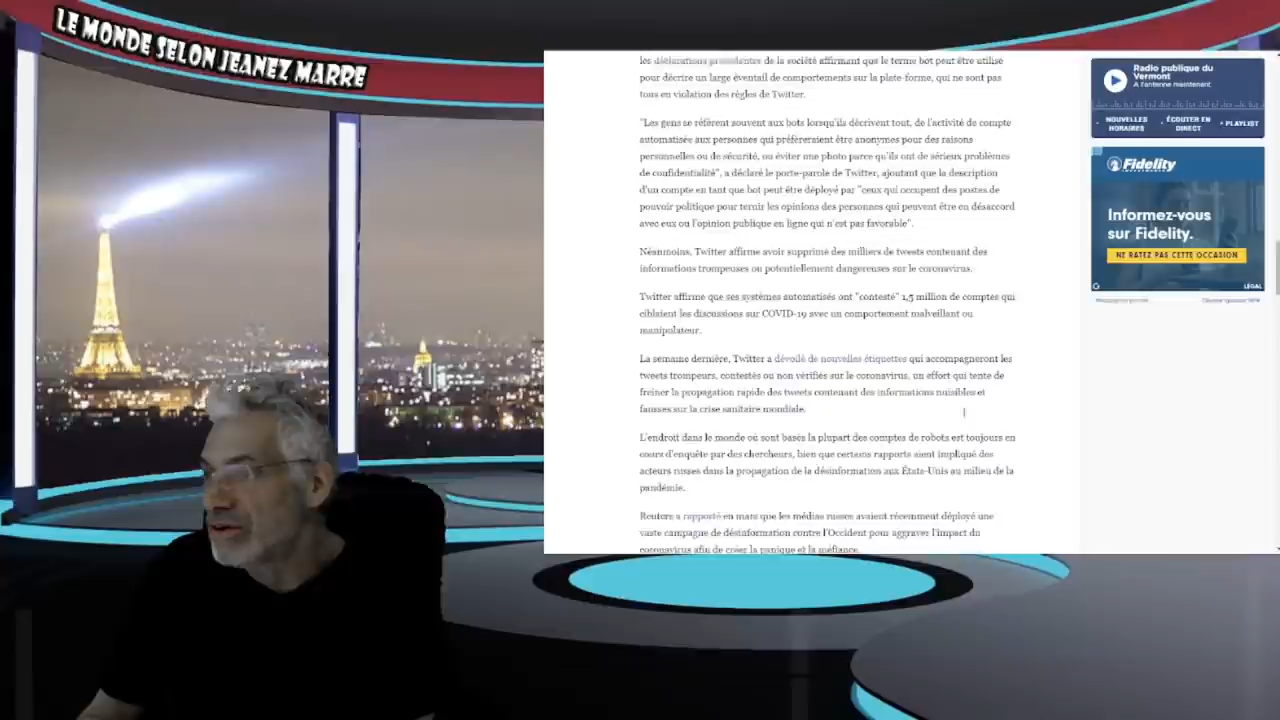 LE MONDE SELON JEANEZ MARRE
les déclarations précédentes de la société affirmant que le terme bot peut être utilisé
pour décrire un large éventail de comportements sur la plate-forme, qui ne sont pas
tous en violation des règles de Twitter.
"Les gens se réfèrent souvent aux bots lorsqu'ils décrivent tout, de l'activité de compte
automatisée aux personnes qui préféreraient être anonymes pour des raisons
personnelles ou de sécurité, ou éviter une photo parce qu'ils ont de sérieux problèmes
de confidentialité", a déclaré le porte-parole de Twitter, ajoutant que la description
d'un compte en tant que bot peut être déployé par "ceux qui occupent des postes de
pouvoir politique pour ternir les opinions des personnes qui peuvent être en désaccord
avec eux ou l'opinion publique en ligne qui n'est pas favorable".
Néanmoins, Twitter affirme avoir supprimé des milliers de tweets contenant des
informations trompeuses ou potentiellement dangereuses sur le coronavirus.
Twitter affirme que ses systèmes automatisés ont "contesté" 1,5 million de comptes qui
ciblaient les discussions sur COVID-19 avec un comportement malveillant ou
manipulateur.
La semaine dernière, Twitter a dévoilé de nouvelles étiquettes qui accompagneront les
tweets trompeurs, contestés ou non vérifiés sur le coronavirus, un effort qui tente de
freiner la propagation rapide des tweets contenant des informations nuisibles et
fausses sur la crise sanitaire mondiale.
L'endroit dans le monde où sont basés la plupart des comptes de robots est toujours en
cours d'enquête par des chercheurs, bien que certains rapports aient impliqué des
acteurs russes dans la propagation de la désinformation aux États-Unis au milieu de la
pandémie.
Reuters a rapporté en mars que les médias russes avaient récemment déployé une
vaste campagne de désinformation contre l'Occident pour aggraver l'impact du
coronavirus afin de créer la panique et la méfiance.
Radio publique du
Vermont
A l'antenne maintenant
NOUVELLES HORAIRES
ÉCOUTER EN DIRECT
PLAYLIST
Fidelity
INVESTMENTS
Informez-vous
sur Fidelity.
NE RATEZ PAS CETTE OCCASION
LEGAL